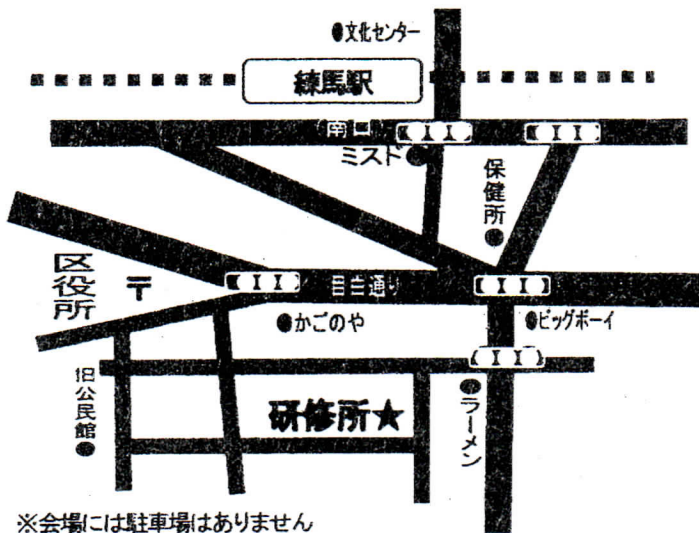 ●文化センター
練馬駅
(南口)
ミスド●
保健所●
区役所
〒
目白通り
●かごのや
●ビッグボーイ
旧公民館●
研修所★
●ラーメン
※会場には駐車場はありません